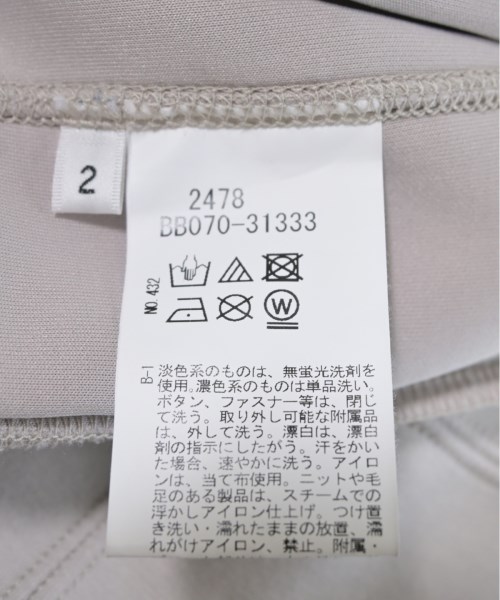 2
2478
BB070-31333
NO.432
W
B-1
淡色系のものは、無蛍光洗剤を
使用。濃色系のものは単品洗い。
ボタン、ファスナー等は、閉じ
て洗う。取り外し可能な附属品
は、外して洗う。漂白は、漂白
剤の指示にしたがう。汗をかい
た場合、速やかに洗う。アイロ
ンは、当て布使用。ニットや毛
足のある製品は、スチームでの
浮かしアイロン仕上げ。つけ置
き洗い・濡れたままの放置、濡
れがけアイロン、禁止。附属・